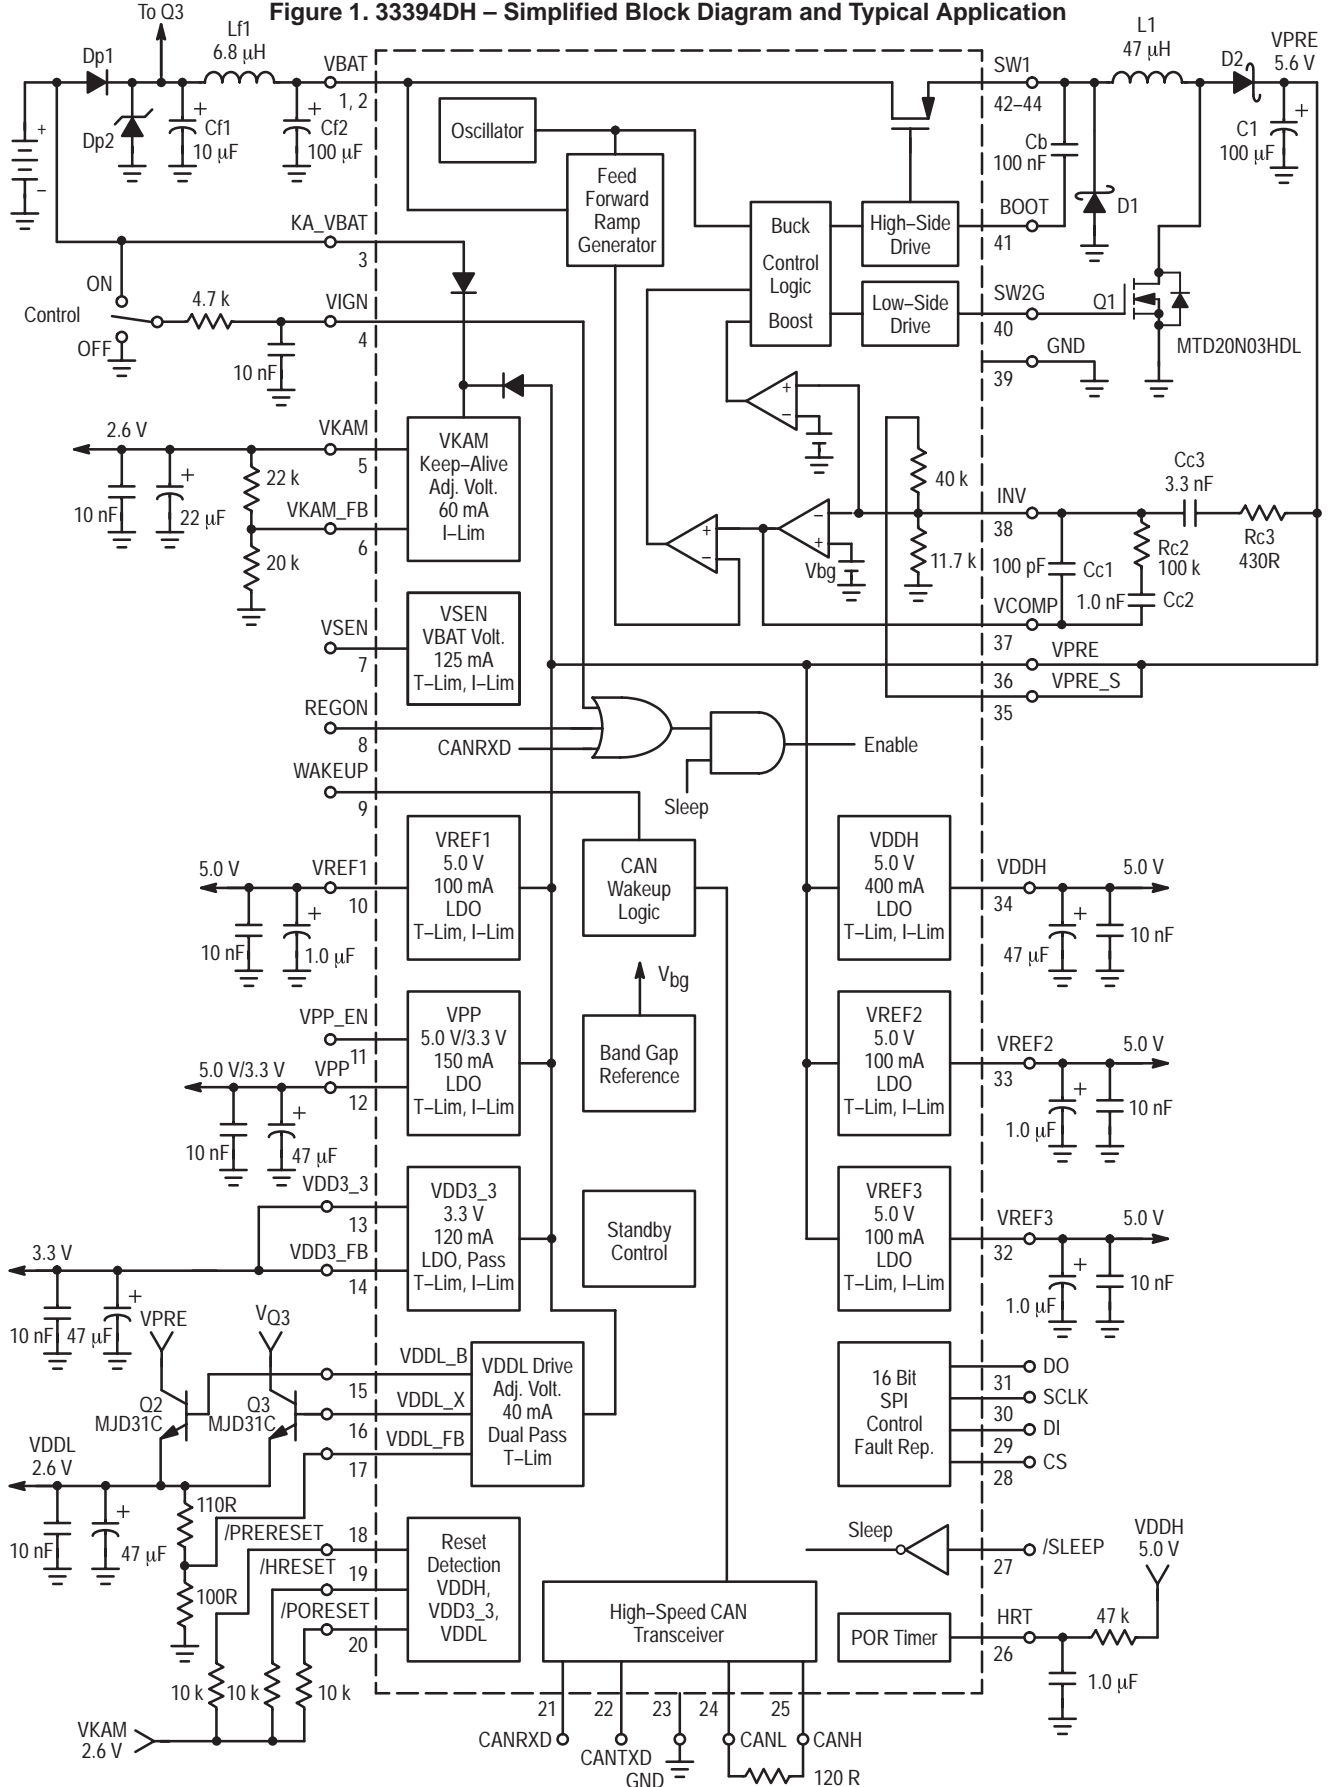 Figure 1. 33394DH – Simplified Block Diagram and Typical Application
To Q3
Dp1
Lf1
6.8 μH
VBAT
1, 2
Dp2
+
Cf1
10 μF
+
Cf2
100 μF
+
–
KA_VBAT
3
ON
Control
OFF
4.7 k
VIGN
4
10 nF
2.6 V
VKAM
5
+
10 nF
22 μF
22 k
VKAM_FB
6
20 k
VSEN
7
REGON
8
CANRXD
WAKEUP
9
5.0 V
VREF1
10
+
10 nF
1.0 μF
VPP_EN
11
5.0 V/3.3 V
VPP
12
+
10 nF
47 μF
VDD3_3
13
3.3 V
VDD3_FB
14
+
10 nF
47 μF
VPRE
VQ3
Q2
MJD31C
Q3
MJD31C
VDDL_B
15
VDDL_X
16
VDDL_FB
17
VDDL
2.6 V
+
10 nF
47 μF
110R
100R
/PRERESET
18
/HRESET
19
/PORESET
20
10 k
10 k
10 k
VKAM
2.6 V
Oscillator
Feed
Forward
Ramp
Generator
Buck
Control
Logic
Boost
High–Side
Drive
Low–Side
Drive
+
–
+
–
–
+
Vbg
40 k
11.7 k
VKAM
Keep–Alive
Adj. Volt.
60 mA
I–Lim
VSEN
VBAT Volt.
125 mA
T–Lim, I–Lim
Sleep
Enable
VREF1
5.0 V
100 mA
LDO
T–Lim, I–Lim
CAN
Wakeup
Logic
Vbg
Band Gap
Reference
VPP
5.0 V/3.3 V
150 mA
LDO
T–Lim, I–Lim
VDD3_3
3.3 V
120 mA
LDO, Pass
T–Lim, I–Lim
Standby
Control
VDDL Drive
Adj. Volt.
40 mA
Dual Pass
T–Lim
Reset
Detection
VDDH,
VDD3_3,
VDDL
High–Speed CAN
Transceiver
VDDH
5.0 V
400 mA
LDO
T–Lim, I–Lim
VREF2
5.0 V
100 mA
LDO
T–Lim, I–Lim
VREF3
5.0 V
100 mA
LDO
T–Lim, I–Lim
16 Bit
SPI
Control
Fault Rep.
Sleep
POR Timer
SW1
42–44
L1
47 μH
D2
VPRE
5.6 V
+
C1
100 μF
Cb
100 nF
D1
BOOT
41
SW2G
40
Q1
MTD20N03HDL
GND
39
INV
38
Cc3
3.3 nF
Rc3
430R
100 pF
Cc1
Rc2
100 k
1.0 nF
Cc2
VCOMP
37
VPRE
36
VPRE_S
35
VDDH
34
5.0 V
+
47 μF
10 nF
VREF2
33
5.0 V
+
1.0 μF
10 nF
VREF3
32
5.0 V
+
1.0 μF
10 nF
DO
31
SCLK
30
DI
29
CS
28
/SLEEP
27
VDDH
5.0 V
HRT
26
47 k
1.0 μF
21
22
23
24
25
CANRXD
CANTXD
GND
CANL
CANH
120 R